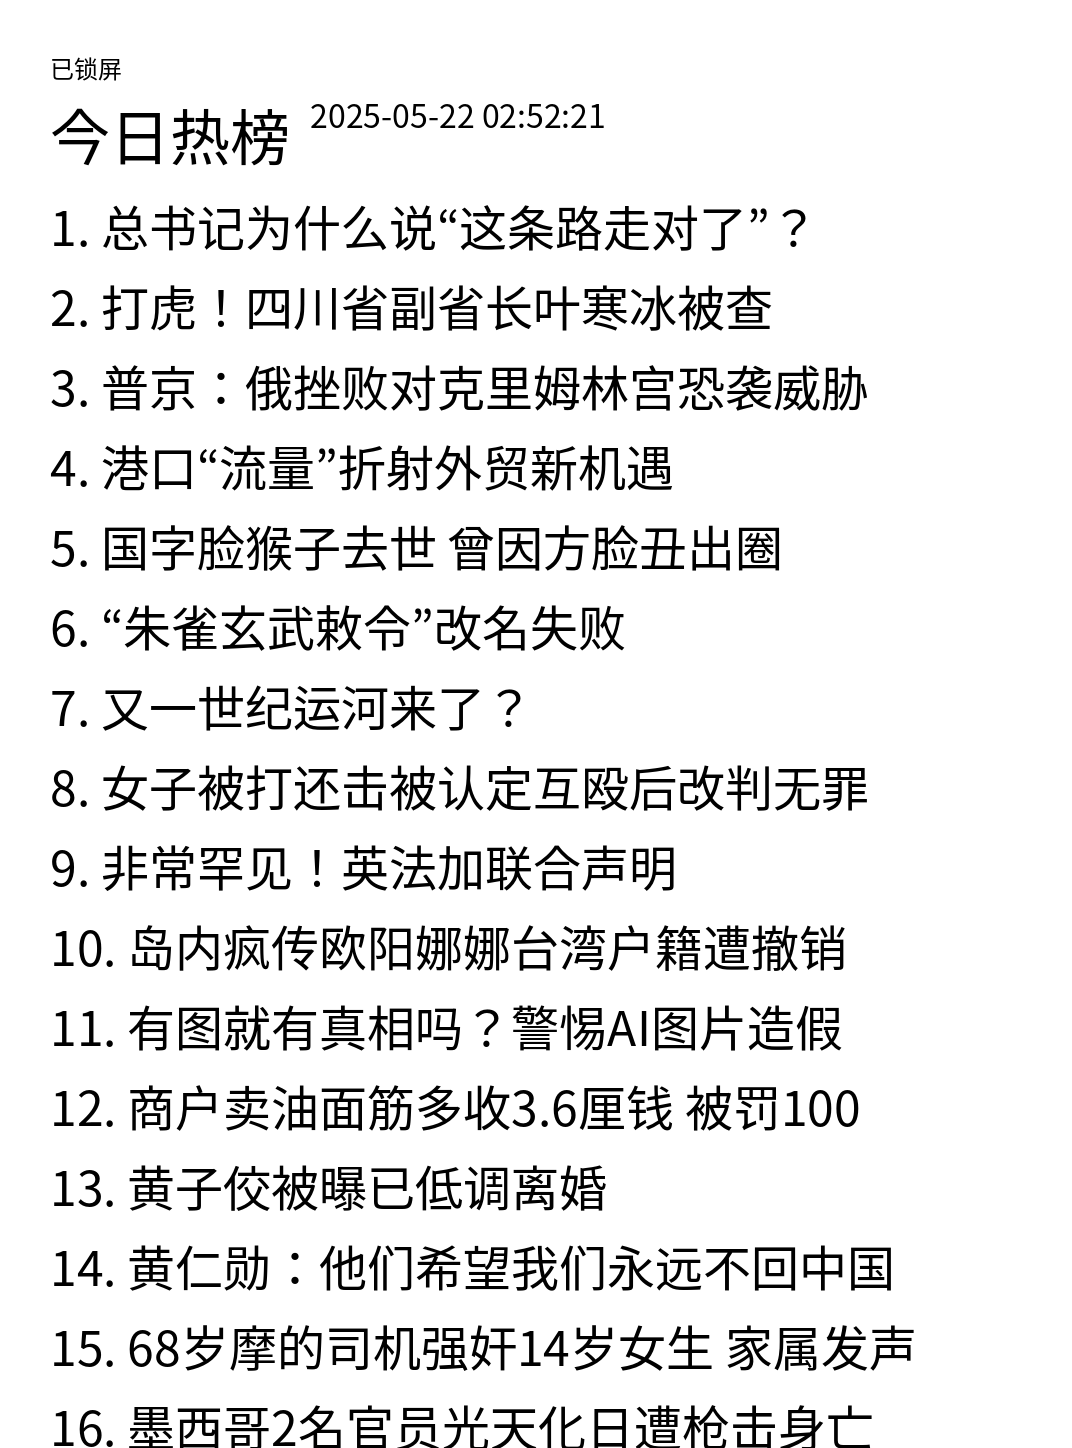 已锁屏
今日热榜 2025-05-22 02:52:21
1. 总书记为什么说“这条路走对了”？
2. 打虎！四川省副省长叶寒冰被查
3. 普京：俄挫败对克里姆林宫恐袭威胁
4. 港口“流量”折射外贸新机遇
5. 国字脸猴子去世 曾因方脸丑出圈
6. “朱雀玄武敕令”改名失败
7. 又一世纪运河来了？
8. 女子被打还击被认定互殴后改判无罪
9. 非常罕见！英法加联合声明
10. 岛内疯传欧阳娜娜台湾户籍遭撤销
11. 有图就有真相吗？警惕AI图片造假
12. 商户卖油面筋多收3.6厘钱 被罚100
13. 黄子佼被曝已低调离婚
14. 黄仁勋：他们希望我们永远不回中国
15. 68岁摩的司机强奸14岁女生 家属发声
16. 墨西哥2名官员光天化日遭枪击身亡